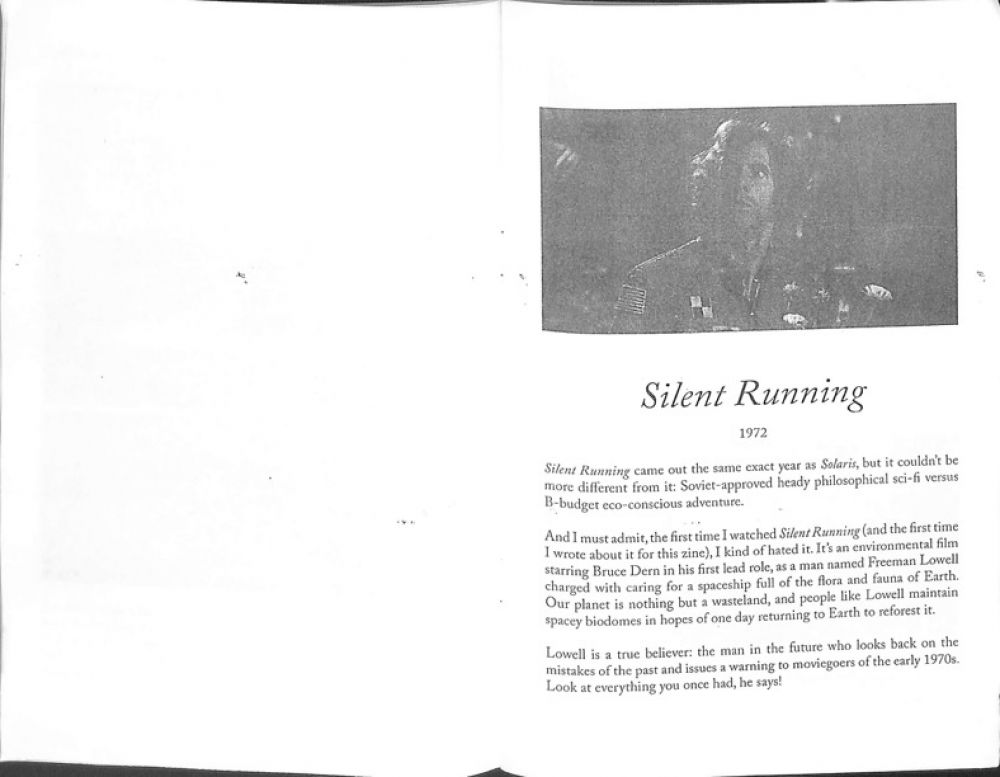 Silent Running
1972
Silent Running came out the same exact year as Solaris, but it couldn't be
more different from it: Soviet-approved heady philosophical sci-fi versus
B-budget eco-conscious adventure.
And I must admit, the first time I watched Silent Running (and the first time
I wrote about it for this zine), I kind of hated it. It's an environmental film
starring Bruce Dern in his first lead role, as a man named Freeman Lowell
charged with caring for a spaceship full of the flora and fauna of Earth.
Our planet is nothing but a wasteland, and people like Lowell maintain
spacey biodomes in hopes of one day returning to Earth to reforest it.
Lowell is a true believer: the man in the future who looks back on the
mistakes of the past and issues a warning to moviegoers of the early 1970s.
Look at everything you once had, he says!